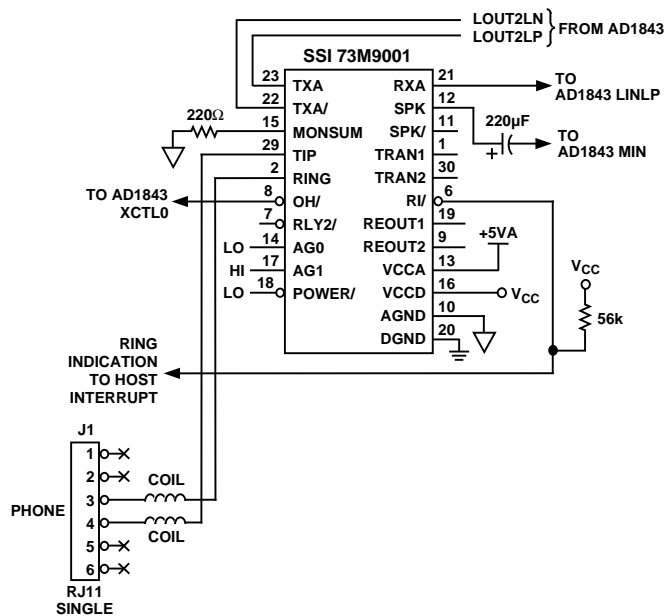 LOUT2LN
LOUT2LP
FROM AD1843
SSI 73M9001
23 TXA RXA 21
TO
AD1843 LINLP
22 TXA/ SPK 12
220Ω
15 MONSUM SPK/ 11
220µF
+
TO
AD1843 MIN
29 TIP TRAN1 1
2 RING TRAN2 30
TO AD1843
XCTL0
8 OH/ RI/ 6
7 RLY2/ REOUT1 19
LO 14 AG0 REOUT2 9
+5VA
HI 17 AG1 VCCA 13
LO 18 POWER/ VCCD 16 VCC
AGND 10
DGND 20
VCC
56k
RING
INDICATION
TO HOST
INTERRUPT
J1
1
2
3 COIL
PHONE
4 COIL
5
6
RJ11
SINGLE